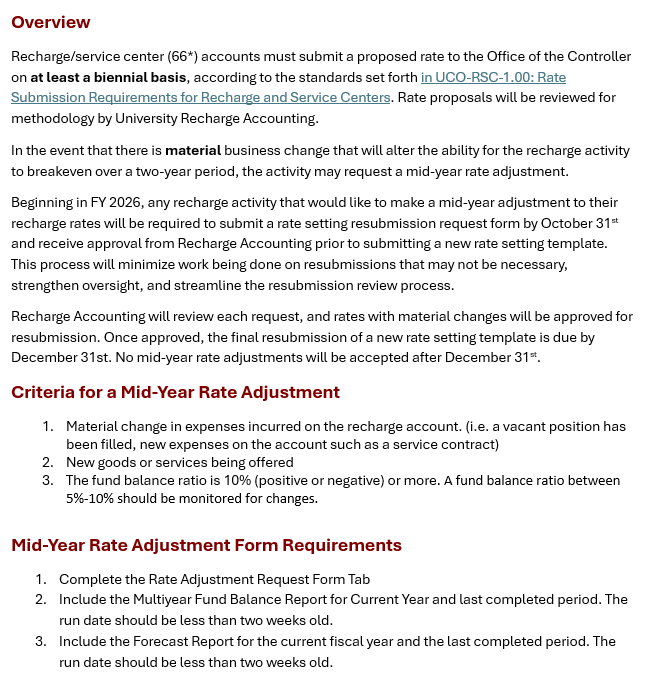 Overview
Recharge/service center (66*) accounts must submit a proposed rate to the Office of the Controller
on at least a biennial basis, according to the standards set forth in UCO-RSC-1.00: Rate
Submission Requirements for Recharge and Service Centers. Rate proposals will be reviewed for
methodology by University Recharge Accounting.
In the event that there is material business change that will alter the ability for the recharge activity
to breakeven over a two-year period, the activity may request a mid-year rate adjustment.
Beginning in FY 2026, any recharge activity that would like to make a mid-year adjustment to their
recharge rates will be required to submit a rate setting resubmission request form by October 31st
and receive approval from Recharge Accounting prior to submitting a new rate setting template.
This process will minimize work being done on resubmissions that may not be necessary,
strengthen oversight, and streamline the resubmission review process.
Recharge Accounting will review each request, and rates with material changes will be approved for
resubmission. Once approved, the final resubmission of a new rate setting template is due by
December 31st. No mid-year rate adjustments will be accepted after December 31st.
Criteria for a Mid-Year Rate Adjustment
1. Material change in expenses incurred on the recharge account. (i.e. a vacant position has
been filled, new expenses on the account such as a service contract)
2. New goods or services being offered
3. The fund balance ratio is 10% (positive or negative) or more. A fund balance ratio between
5%-10% should be monitored for changes.
Mid-Year Rate Adjustment Form Requirements
1. Complete the Rate Adjustment Request Form Tab
2. Include the Multiyear Fund Balance Report for Current Year and last completed period. The
run date should be less than two weeks old.
3. Include the Forecast Report for the current fiscal year and the last completed period. The
run date should be less than two weeks old.